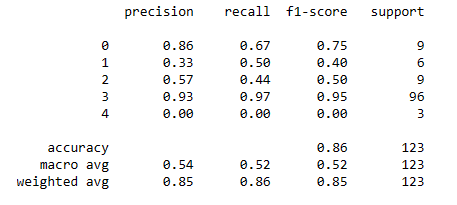 precision recall f1-score support
0 0.86 0.67 0.75 9
1 0.33 0.50 0.40 6
2 0.57 0.44 0.50 9
3 0.93 0.97 0.95 96
4 0.00 0.00 0.00 3
accuracy 0.86 123
macro avg 0.54 0.52 0.52 123
weighted avg 0.85 0.86 0.85 123